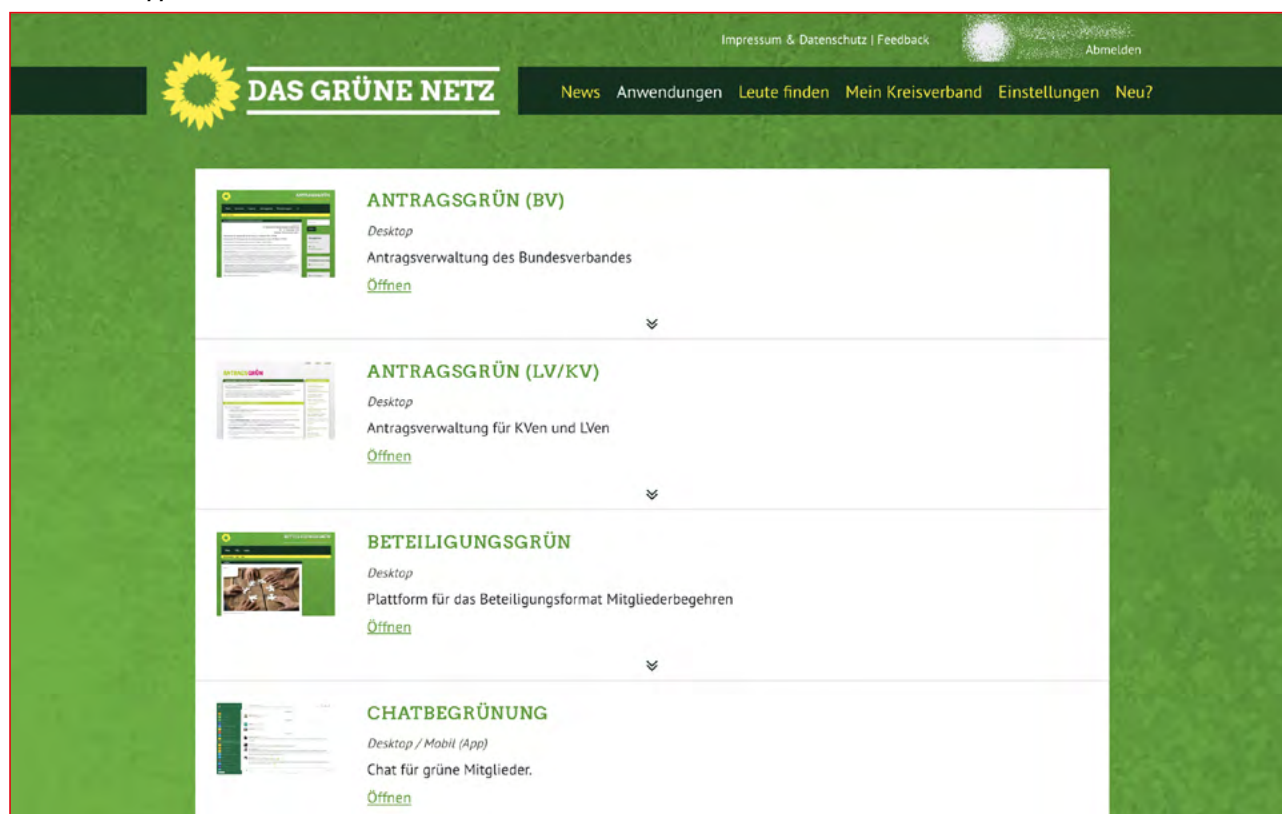 Impressum & Datenschutz | Feedback
Abmelden
DAS GRÜNE NETZ
News Anwendungen Leute finden Mein Kreisverband Einstellungen Neu?
ANTRAGSGRÜN (BV)
Desktop
Antragsverwaltung des Bundesverbandes
Öffnen
ANTRAGSGRÜN (LV/KV)
Desktop
Antragsverwaltung für KVen und LVen
Öffnen
BETEILIGUNGSGRÜN
Desktop
Plattform für das Beteiligungsformat Mitgliederbegehren
Öffnen
CHATBEGRÜNUNG
Desktop / Mobil (App)
Chat für grüne Mitglieder.
Öffnen